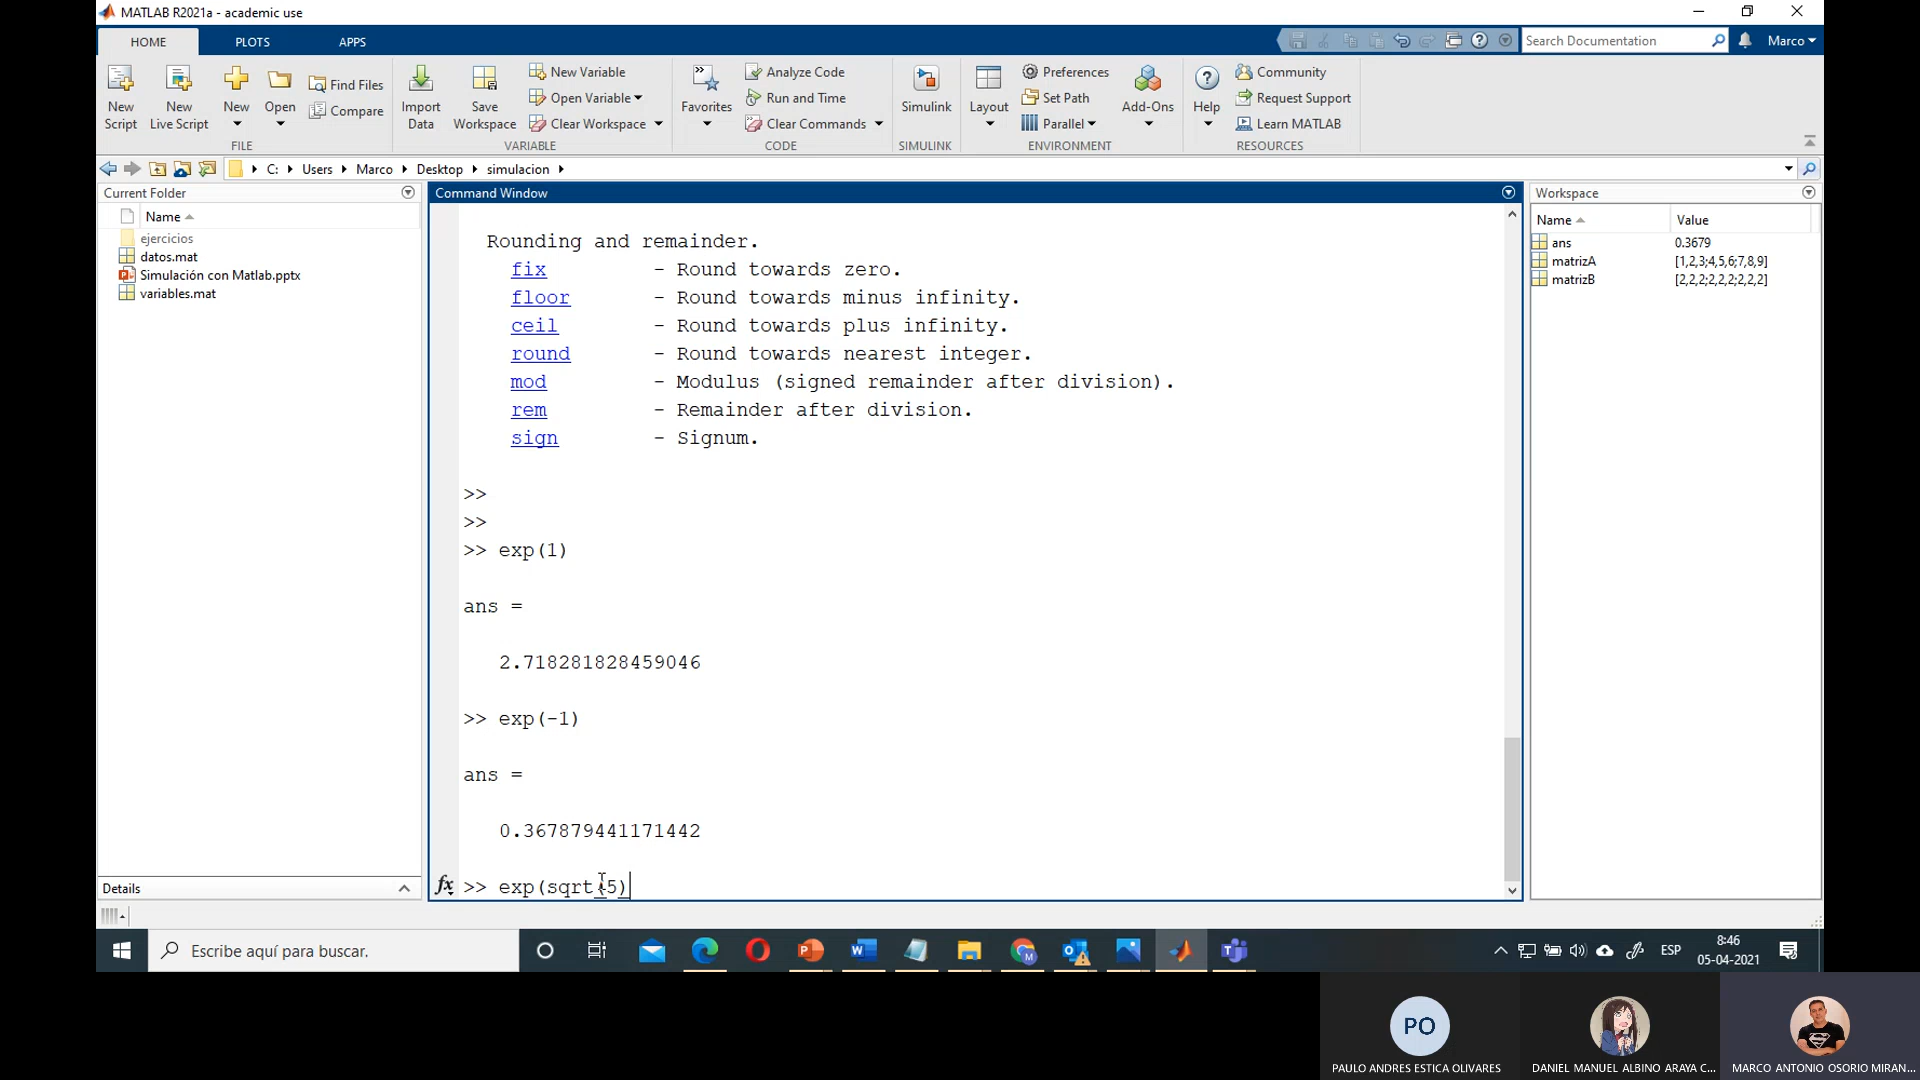 MATLAB R2021a - academic use
HOME PLOTS APPS
Search Documentation
Marco
New Script
New Live Script
New
Open
Find Files
Compare
FILE
Import Data
Save Workspace
New Variable
Open Variable
Clear Workspace
VARIABLE
Favorites
Analyze Code
Run and Time
Clear Commands
CODE
Simulink
SIMULINK
Layout
Preferences
Set Path
Parallel
Add-Ons
ENVIRONMENT
Help
Community
Request Support
Learn MATLAB
RESOURCES
C: Users Marco Desktop simulacion
Current Folder
Name
ejercicios
datos.mat
Simulación con Matlab.pptx
variables.mat
Details
Command Window
Rounding and remainder.
fix - Round towards zero.
floor - Round towards minus infinity.
ceil - Round towards plus infinity.
round - Round towards nearest integer.
mod - Modulus (signed remainder after division).
rem - Remainder after division.
sign - Signum.
>>
>>
>> exp(1)
ans =
2.718281828459046
>> exp(-1)
ans =
0.367879441171442
fx >> exp(sqrt(5)
Workspace
Name Value
ans 0.3679
matrizA [1,2,3;4,5,6;7,8,9]
matrizB [2,2,2;2,2,2;2,2,2]
Escribe aquí para buscar.
ESP
8:46
05-04-2021
PO
PAULO ANDRES ESTICA OLIVARES
DANIEL MANUEL ALBINO ARAYA C...
MARCO ANTONIO OSORIO MIRAN...